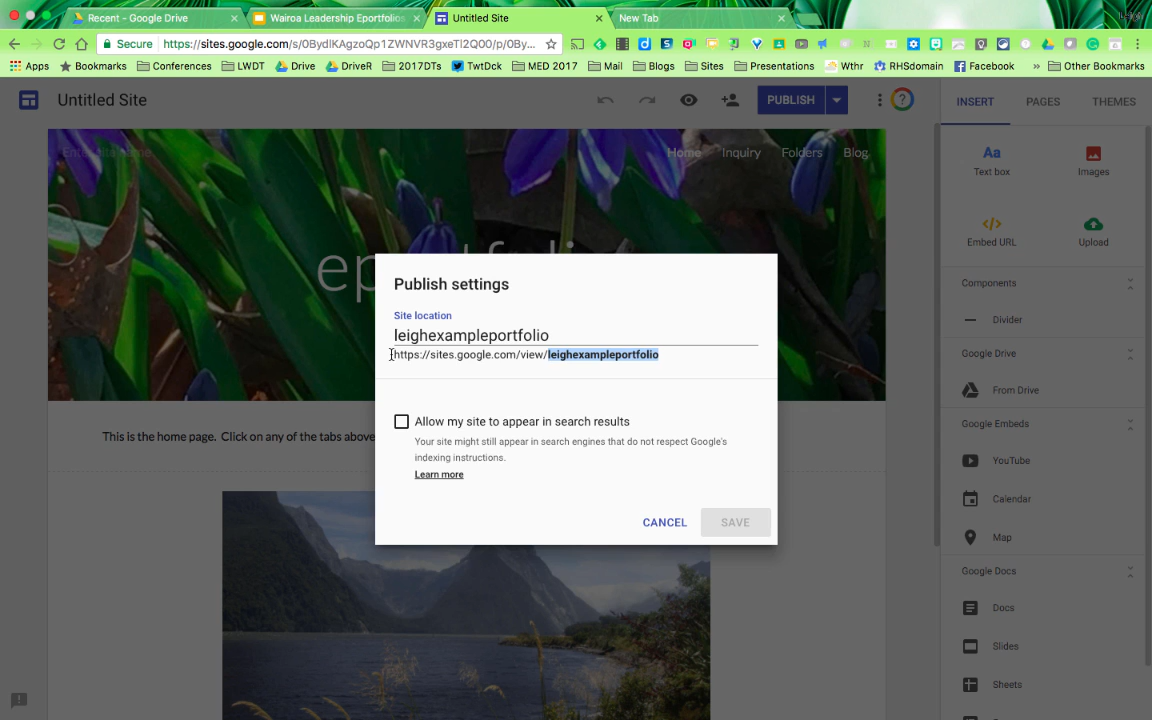 Recent - Google Drive
Wairoa Leadership Eportfolios
Untitled Site
New Tab
Secure
https://sites.google.com/s/0BydlKAgzoQp1ZWNVR3gxeTl2Q00/p/0By...
Apps
Bookmarks
Conferences
LWDT
Drive
DriveR
2017DTs
TwtDck
MED 2017
Mail
Blogs
Sites
Presentations
Wthr
RHSdomain
Facebook
»
Other Bookmarks
Untitled Site
PUBLISH
INSERT
PAGES
THEMES
Enter site name
Home
Inquiry
Folders
Blog
Text box
Images
Embed URL
Upload
Publish settings
Site location
leighexampleportfolio
https://sites.google.com/view/leighexampleportfolio
Allow my site to appear in search results
Your site might still appear in search engines that do not respect Google's
indexing instructions.
Learn more
CANCEL
SAVE
This is the home page. Click on any of the tabs above
Components
Divider
Google Drive
From Drive
Google Embeds
YouTube
Calendar
Map
Google Docs
Docs
Slides
Sheets